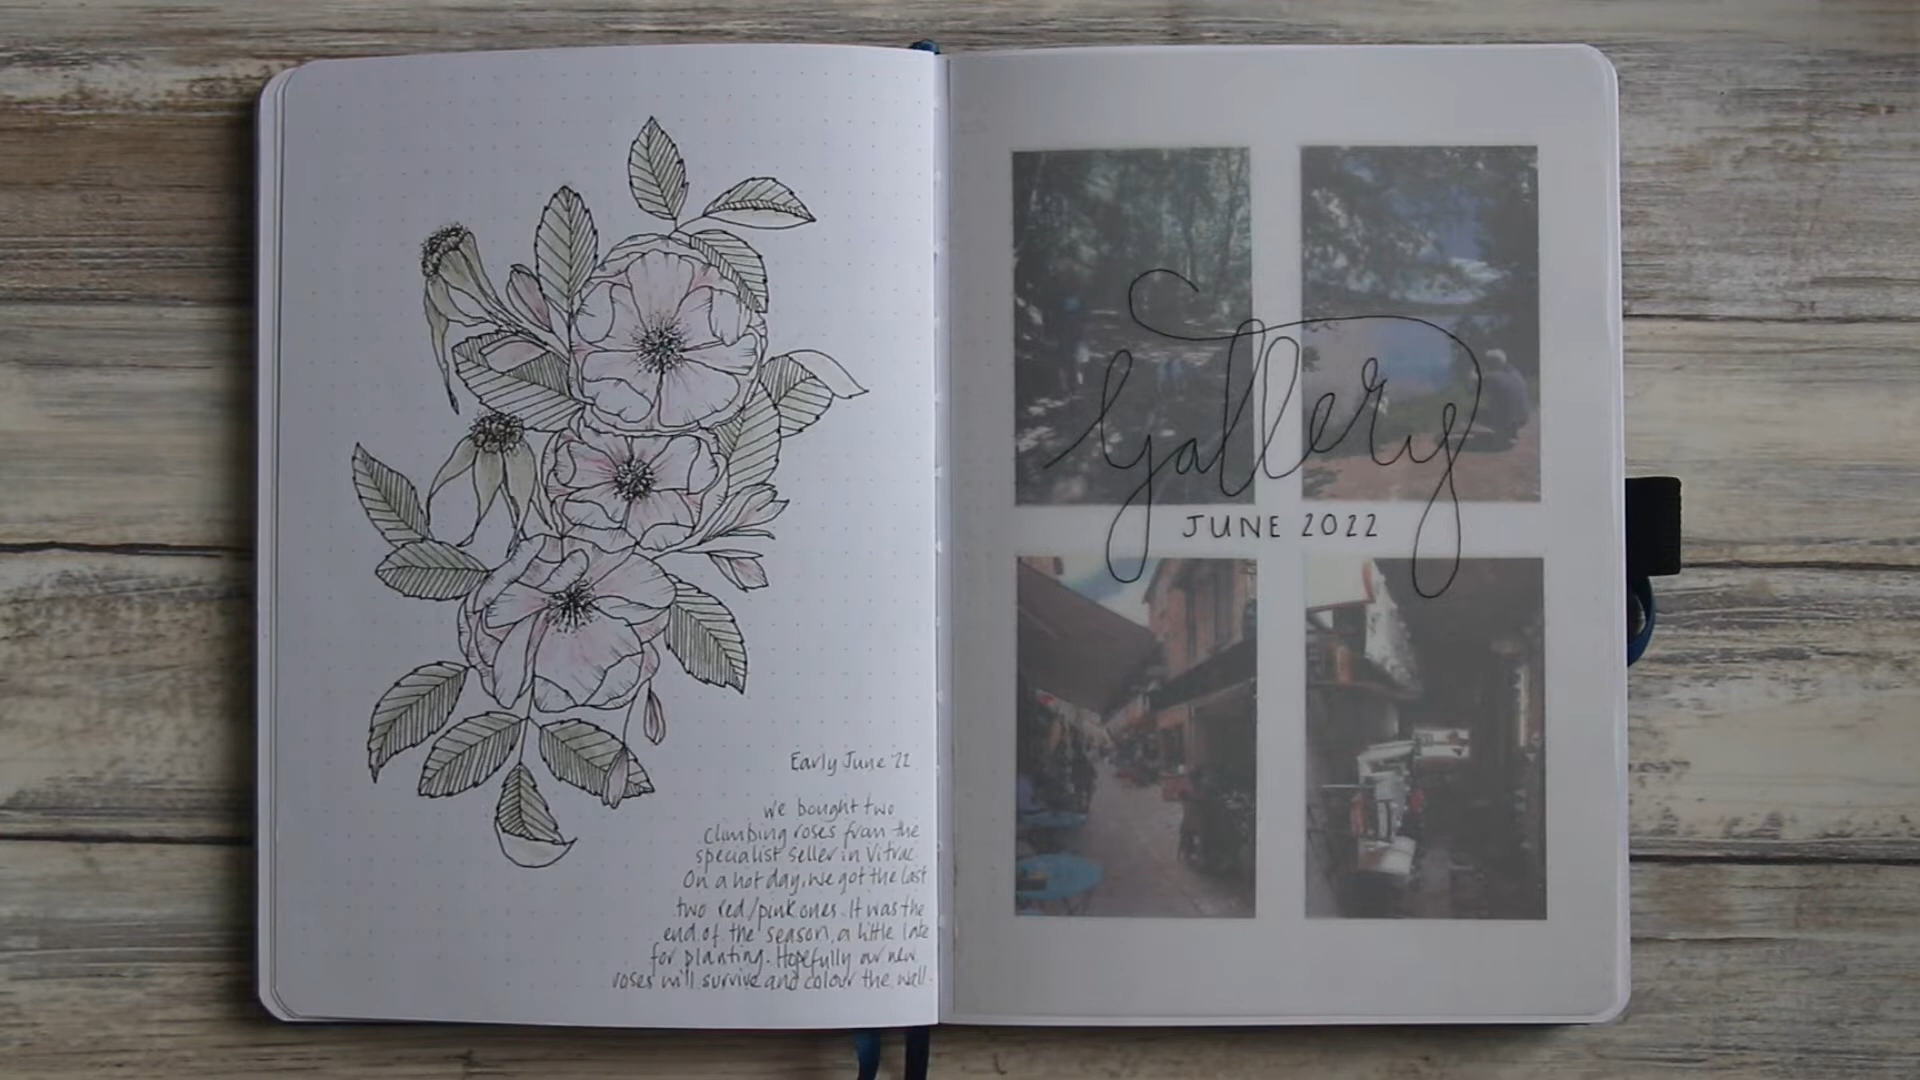 Early June '22
We bought two
climbing roses from the
specialist seller in Vitrac.
On a hot day, we got the last
two red/pink ones. It was the
end of the season, a little late
for planting. Hopefully our new
roses will survive and colour the wall.
Gallery
JUNE 2022